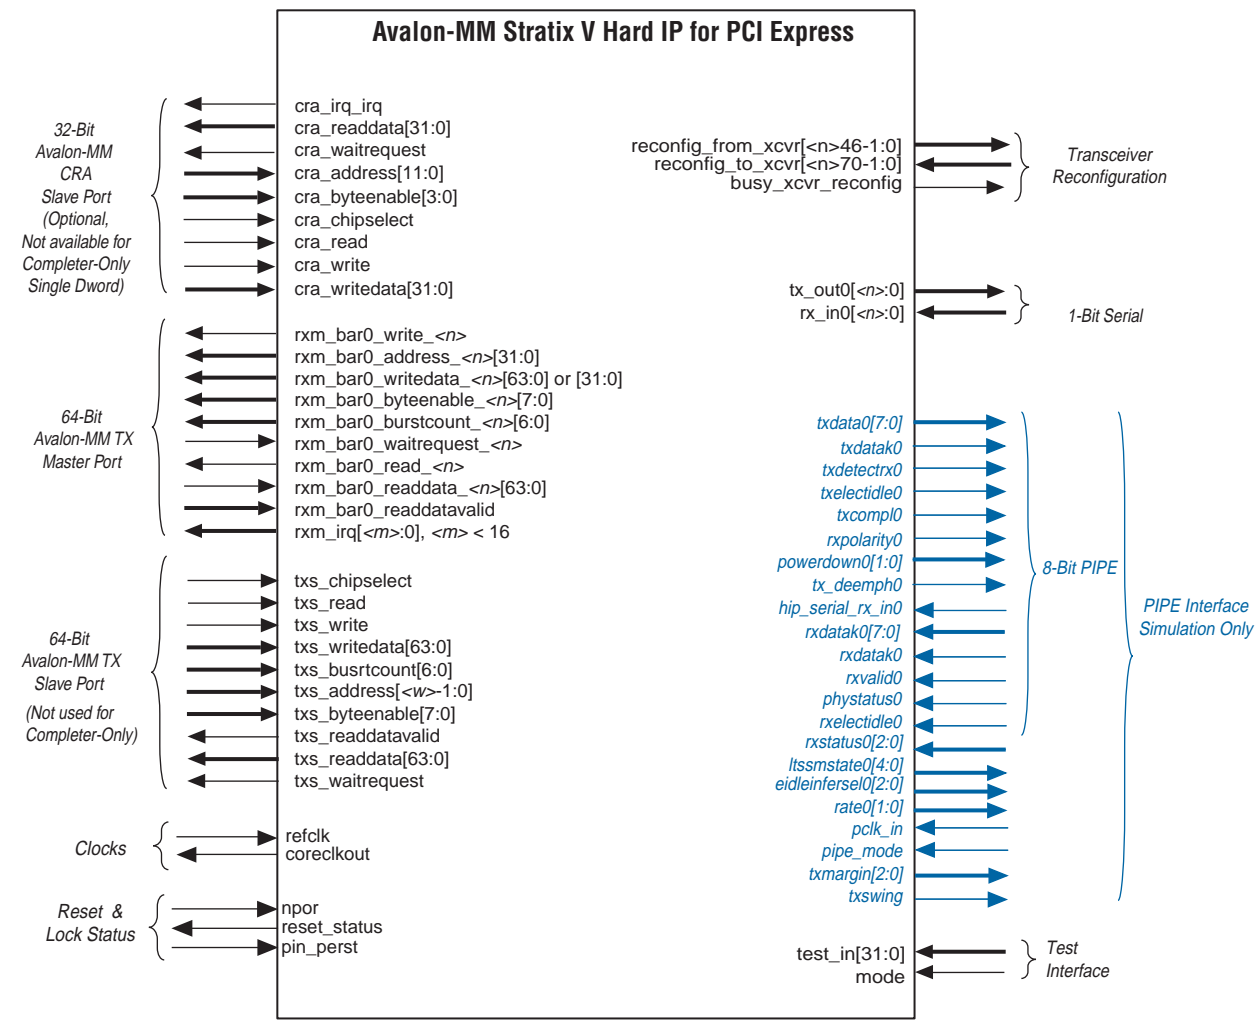 Avalon-MM Stratix V Hard IP for PCI Express
32-Bit
Avalon-MM
CRA
Slave Port
(Optional,
Not available for
Completer-Only
Single Dword)
cra_irq_irq
cra_readdata[31:0]
cra_waitrequest
cra_address[11:0]
cra_byteenable[3:0]
cra_chipselect
cra_read
cra_write
cra_writedata[31:0]
64-Bit
Avalon-MM TX
Master Port
rxm_bar0_write_<n>
rxm_bar0_address_<n>[31:0]
rxm_bar0_writedata_<n>[63:0] or [31:0]
rxm_bar0_byteenable_<n>[7:0]
rxm_bar0_burstcount_<n>[6:0]
rxm_bar0_waitrequest_<n>
rxm_bar0_read_<n>
rxm_bar0_readdata_<n>[63:0]
rxm_bar0_readdatavalid
rxm_irq[<m>:0], <m> < 16
64-Bit
Avalon-MM TX
Slave Port
(Not used for
Completer-Only)
txs_chipselect
txs_read
txs_write
txs_writedata[63:0]
txs_busrtcount[6:0]
txs_address[<w>-1:0]
txs_byteenable[7:0]
txs_readdatavalid
txs_readdata[63:0]
txs_waitrequest
Clocks
refclk
coreclkout
Reset &
Lock Status
npor
reset_status
pin_perst
reconfig_from_xcvr[<n>46-1:0]
reconfig_to_xcvr[<n>70-1:0]
busy_xcvr_reconfig
Transceiver
Reconfiguration
tx_out0[<n>:0]
rx_in0[<n>:0]
1-Bit Serial
txdata0[7:0]
txdatak0
txdetectrx0
txelectidle0
txcompl0
rxpolarity0
powerdown0[1:0]
tx_deemph0
hip_serial_rx_in0
rxdatak0[7:0]
rxdatak0
rxvalid0
phystatus0
rxelectidle0
rxstatus0[2:0]
ltssmstate0[4:0]
eidleinfersel0[2:0]
rate0[1:0]
pclk_in
pipe_mode
txmargin[2:0]
txswing
8-Bit PIPE
PIPE Interface
Simulation Only
test_in[31:0]
mode
Test
Interface